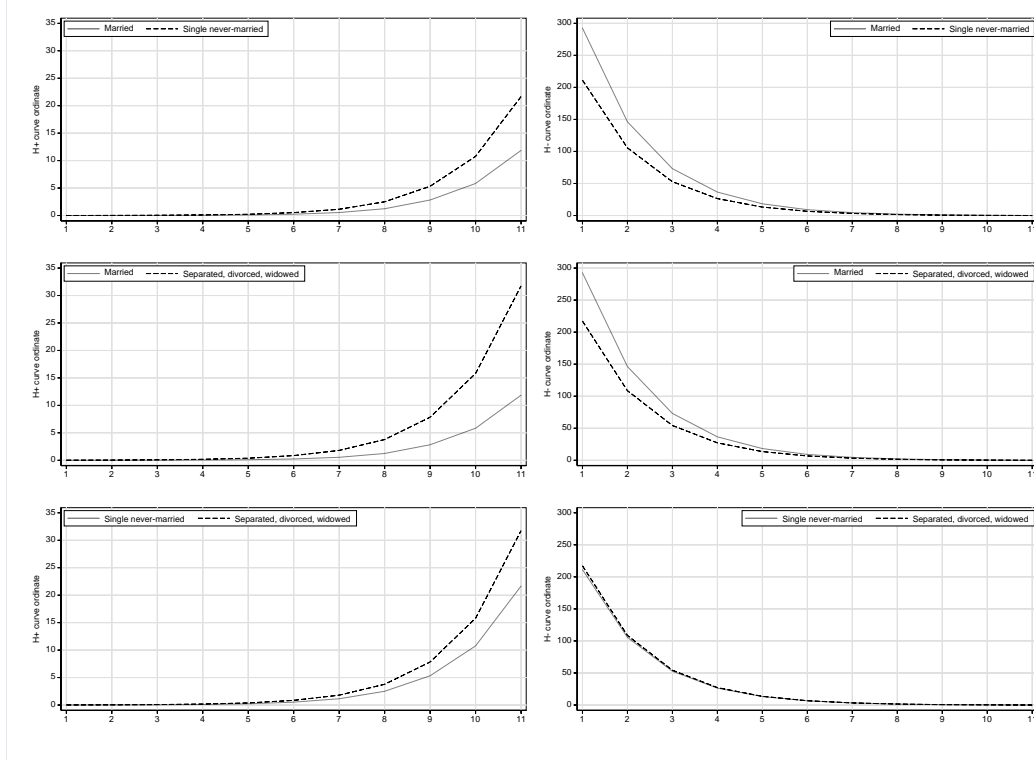 Married Single never-married
H+ curve ordinate
35
30
25
20
15
10
5
0
1 2 3 4 5 6 7 8 9 10 11
Married Single never-married
H- curve ordinate
300
250
200
150
100
50
0
1 2 3 4 5 6 7 8 9 10 11
Married Separated, divorced, widowed
H+ curve ordinate
35
30
25
20
15
10
5
0
1 2 3 4 5 6 7 8 9 10 11
Married Separated, divorced, widowed
H- curve ordinate
300
250
200
150
100
50
0
1 2 3 4 5 6 7 8 9 10 11
Single never-married Separated, divorced, widowed
H+ curve ordinate
35
30
25
20
15
10
5
0
1 2 3 4 5 6 7 8 9 10 11
Single never-married Separated, divorced, widowed
H- curve ordinate
300
250
200
150
100
50
0
1 2 3 4 5 6 7 8 9 10 11